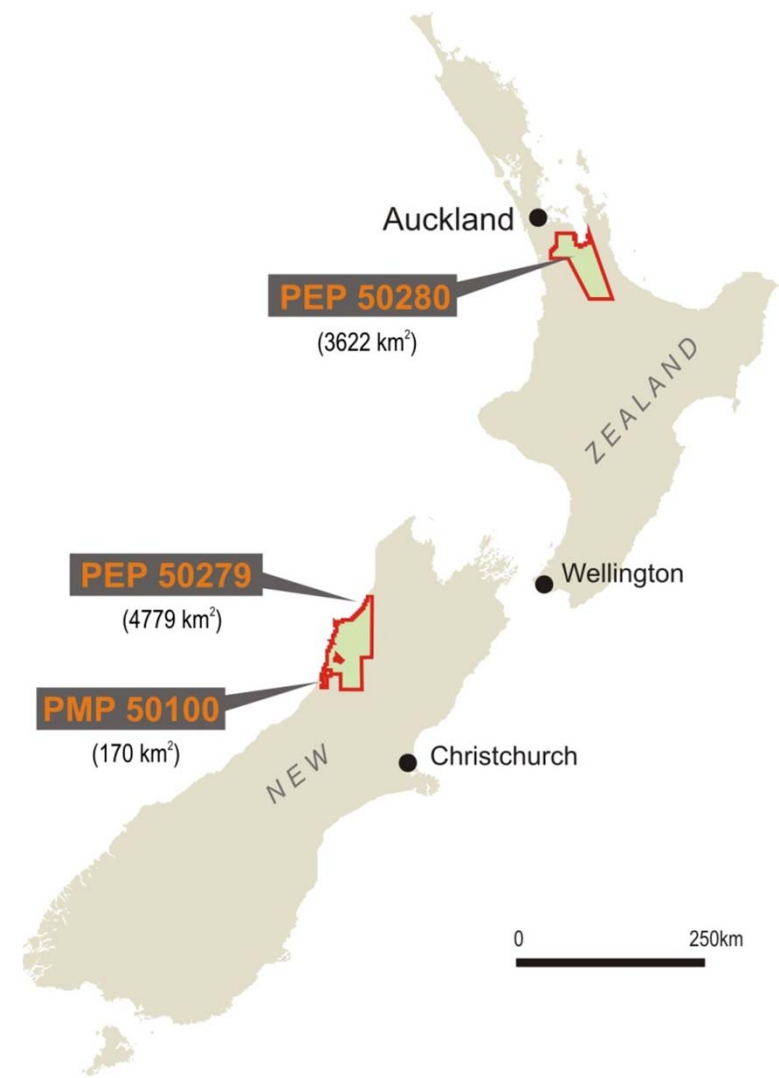 Auckland
PEP 50280
(3622 km²)
ZEALAND
PEP 50279
(4779 km²)
Wellington
PMP 50100
(170 km²)
NEW
Christchurch
0 250km